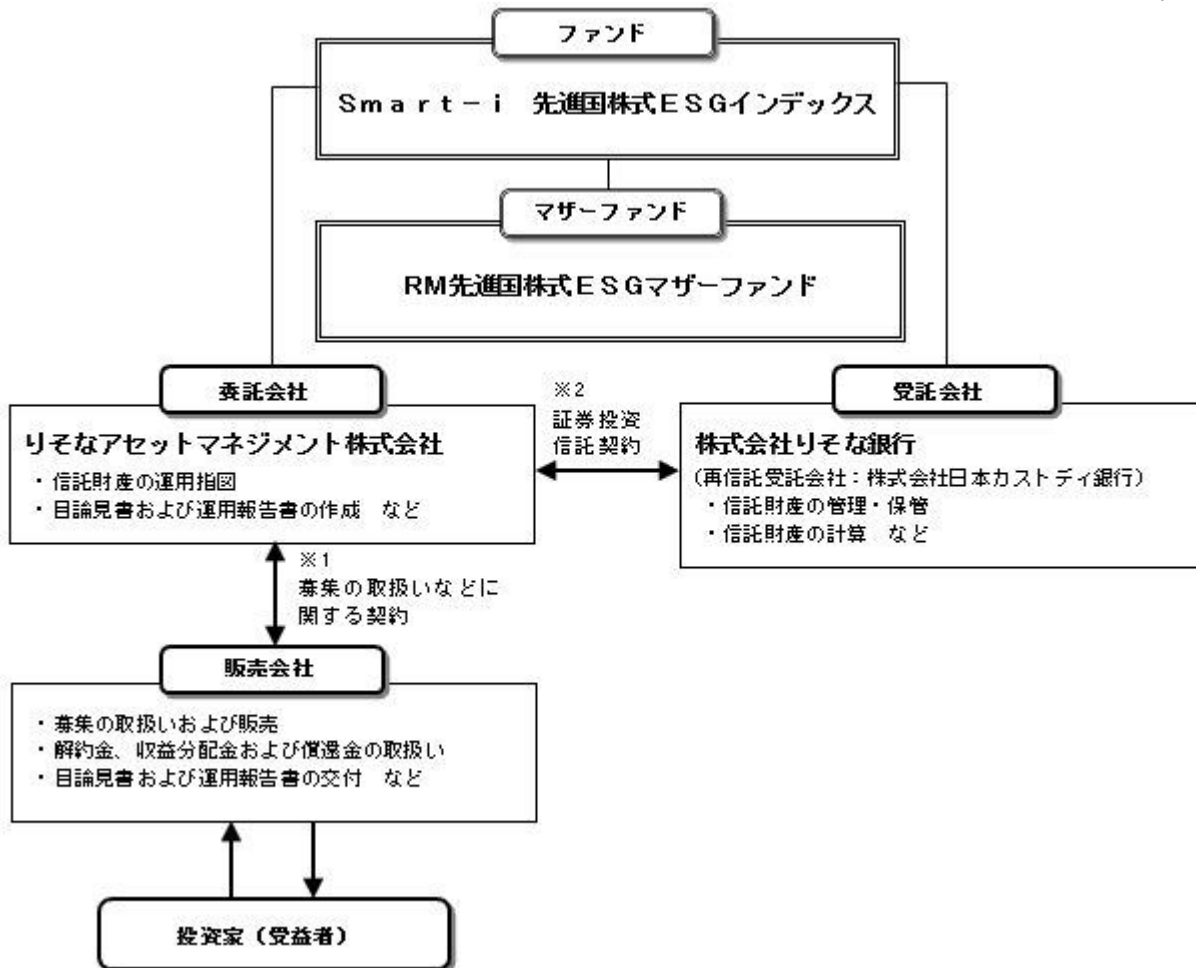 ファンド
Smart－i 先進国株式ESGインデックス
マザーファンド
RM先進国株式ESGマザーファンド
委託会社
りそなアセットマネジメント株式会社
・信託財産の運用指図
・目論見書および運用報告書の作成 など
※2
証券投資
信託契約
受託会社
株式会社りそな銀行
(再信託受託会社：株式会社日本カストディ銀行)
・信託財産の管理・保管
・信託財産の計算 など
※1
募集の取扱いなどに
関する契約
販売会社
・募集の取扱いおよび販売
・解約金、収益分配金および償還金の取扱い
・目論見書および運用報告書の交付 など
投資家（受益者）